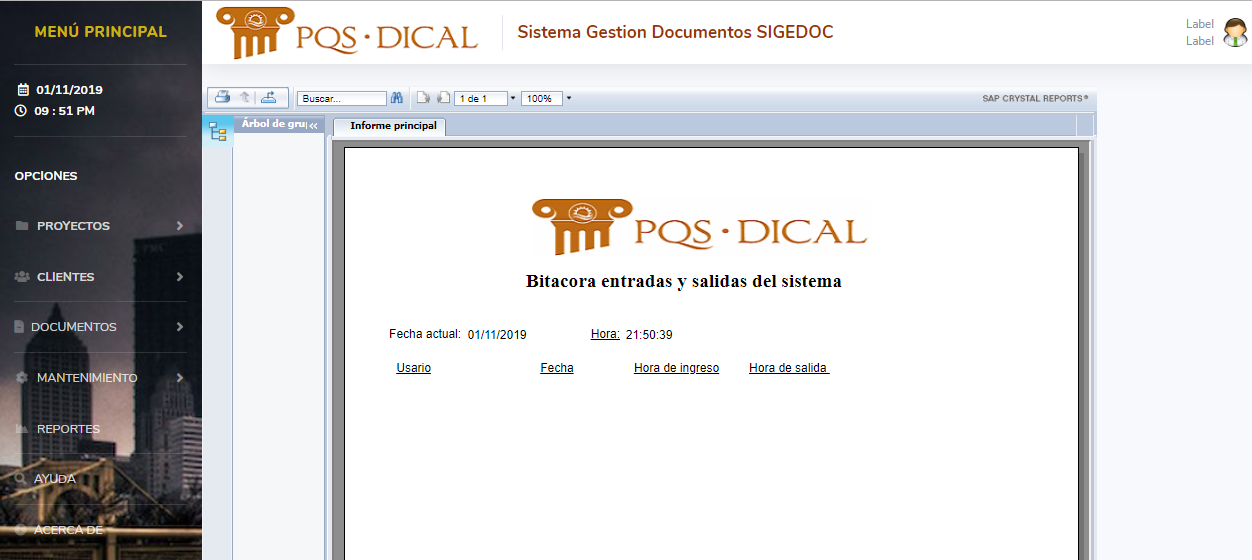 MENÚ PRINCIPAL
01/11/2019
09 : 51 PM
OPCIONES
PROYECTOS
CLIENTES
DOCUMENTOS
MANTENIMIENTO
REPORTES
AYUDA
ACERCA DE
PQS · DICAL
Sistema Gestion Documentos SIGEDOC
Label
Label
Buscar...
1 de 1
100%
SAP CRYSTAL REPORTS®
Árbol de gru
Informe principal
PQS · DICAL
Bitacora entradas y salidas del sistema
Fecha actual: 01/11/2019 Hora: 21:50:39
Usario Fecha Hora de ingreso Hora de salida